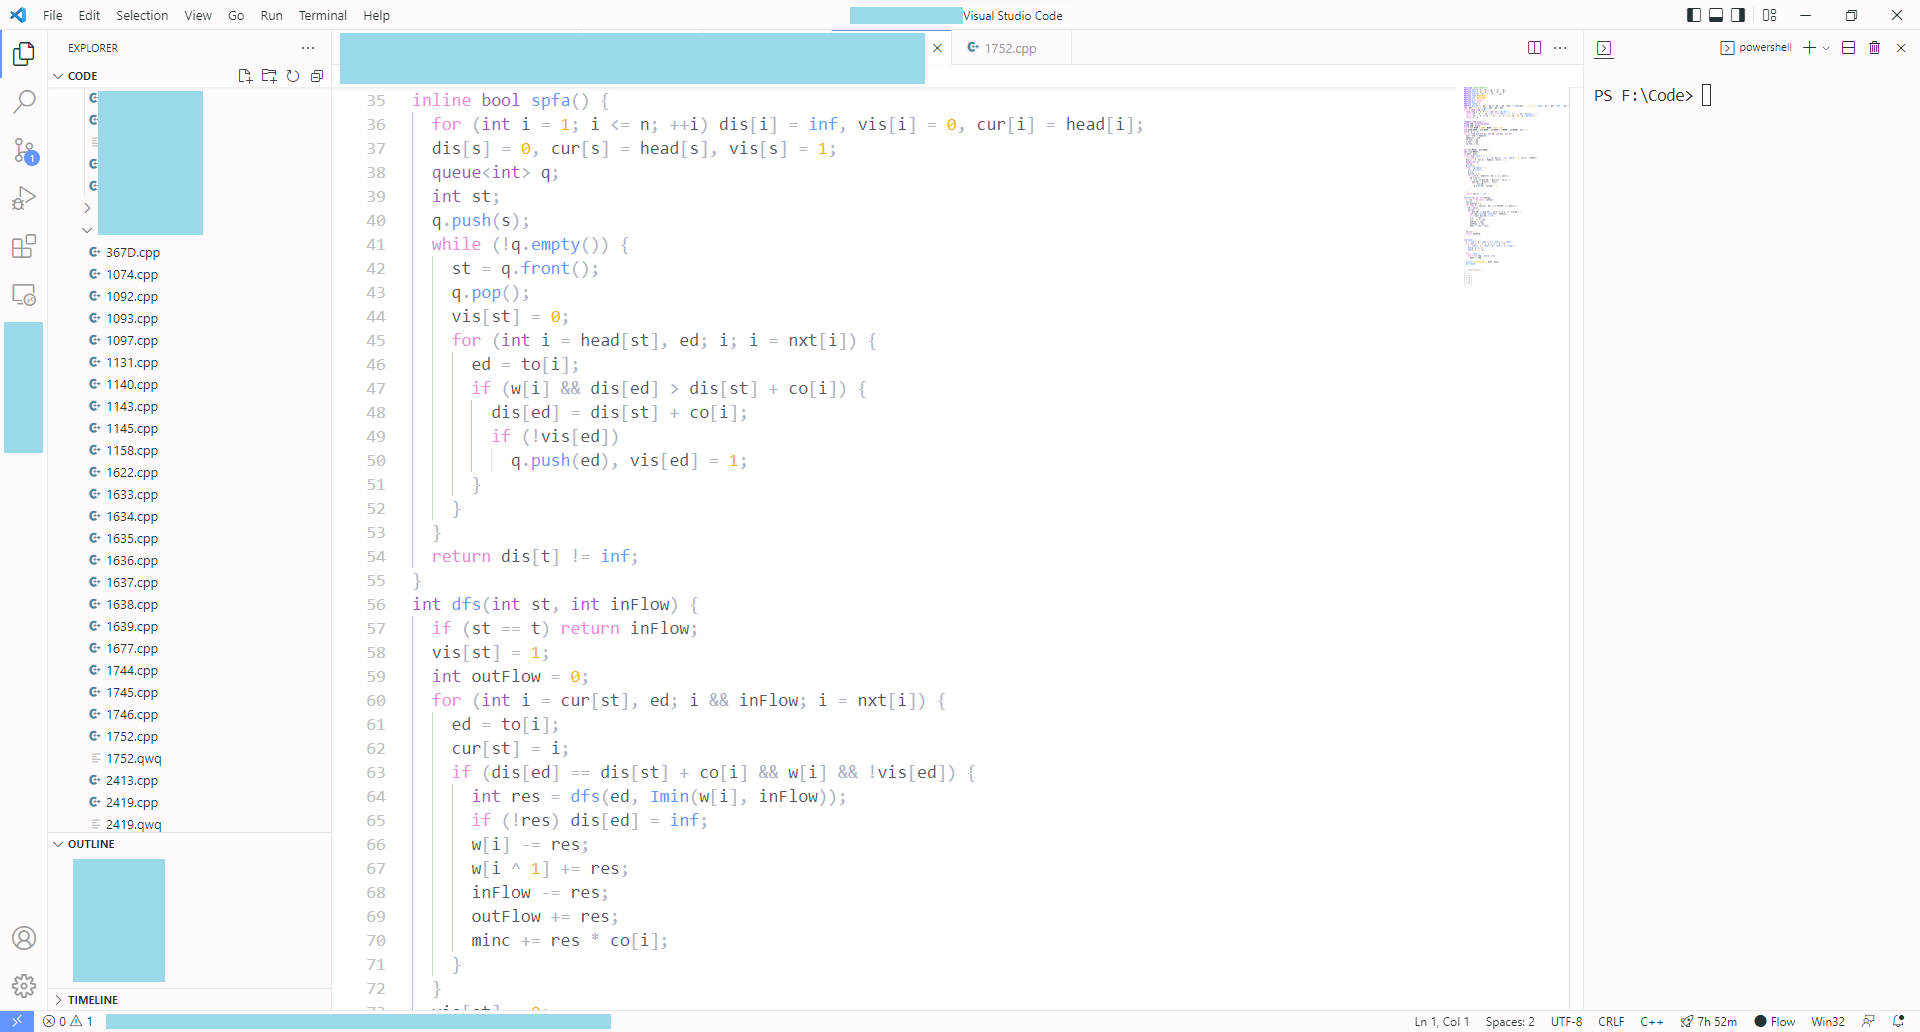 File Edit Selection View Go Run Terminal Help
Visual Studio Code
EXPLORER
CODE
367D.cpp
1074.cpp
1092.cpp
1093.cpp
1097.cpp
1131.cpp
1140.cpp
1143.cpp
1145.cpp
1158.cpp
1622.cpp
1633.cpp
1634.cpp
1635.cpp
1636.cpp
1637.cpp
1638.cpp
1639.cpp
1677.cpp
1744.cpp
1745.cpp
1746.cpp
1752.cpp
1752.qwq
2413.cpp
2419.cpp
2419.qwq
OUTLINE
TIMELINE
1752.cpp
35 inline bool spfa() {
36 for (int i = 1; i <= n; ++i) dis[i] = inf, vis[i] = 0, cur[i] = head[i];
37 dis[s] = 0, cur[s] = head[s], vis[s] = 1;
38 queue<int> q;
39 int st;
40 q.push(s);
41 while (!q.empty()) {
42 st = q.front();
43 q.pop();
44 vis[st] = 0;
45 for (int i = head[st], ed; i; i = nxt[i]) {
46 ed = to[i];
47 if (w[i] && dis[ed] > dis[st] + co[i]) {
48 dis[ed] = dis[st] + co[i];
49 if (!vis[ed])
50 q.push(ed), vis[ed] = 1;
51 }
52 }
53 }
54 return dis[t] != inf;
55 }
56 int dfs(int st, int inFlow) {
57 if (st == t) return inFlow;
58 vis[st] = 1;
59 int outFlow = 0;
60 for (int i = cur[st], ed; i && inFlow; i = nxt[i]) {
61 ed = to[i];
62 cur[st] = i;
63 if (dis[ed] == dis[st] + co[i] && w[i] && !vis[ed]) {
64 int res = dfs(ed, Imin(w[i], inFlow));
65 if (!res) dis[ed] = inf;
66 w[i] -= res;
67 w[i ^ 1] += res;
68 inFlow -= res;
69 outFlow += res;
70 minc += res * co[i];
71 }
72 }
powershell
PS F:\Code>
0 1
Ln 1, Col 1 Spaces: 2 UTF-8 CRLF C++ 7h 52m Flow Win32